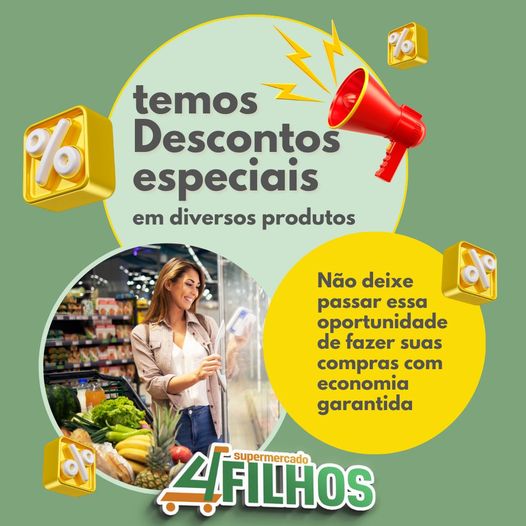 temos
Descontos
especiais
em diversos produtos
Não deixe
passar essa
oportunidade
de fazer suas
compras com
economia
garantida
supermercado
4FILHOS
%
%
%
%